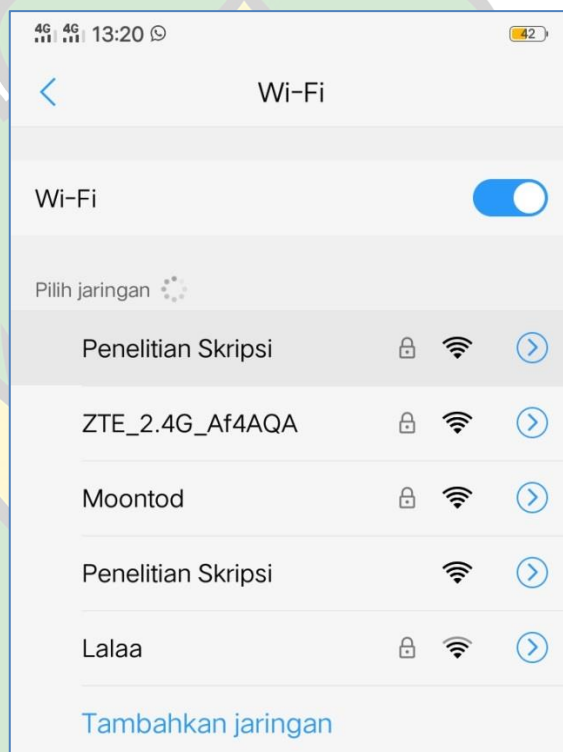 4G 4G 13:20 42
Wi-Fi
Wi-Fi
Pilih jaringan
Penelitian Skripsi
ZTE_2.4G_Af4AQA
Moontod
Penelitian Skripsi
Lalaa
Tambahkan jaringan